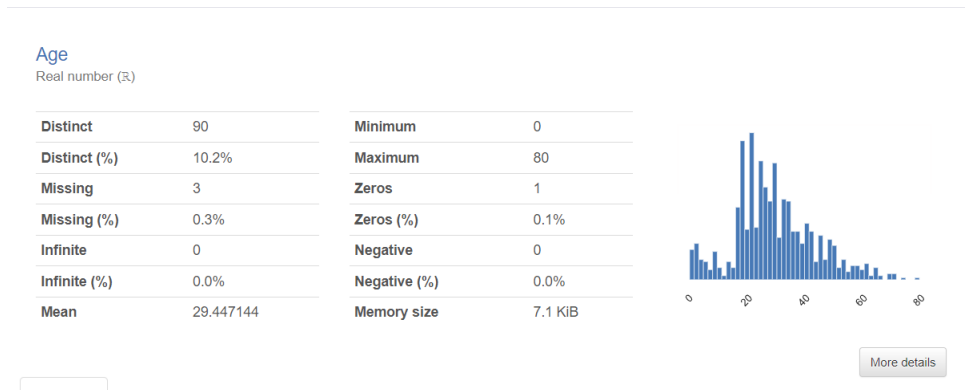 Age
Real number (ℝ)
Distinct 90
Distinct (%) 10.2%
Missing 3
Missing (%) 0.3%
Infinite 0
Infinite (%) 0.0%
Mean 29.447144
Minimum 0
Maximum 80
Zeros 1
Zeros (%) 0.1%
Negative 0
Negative (%) 0.0%
Memory size 7.1 KiB
0 20 40 60 80
More details